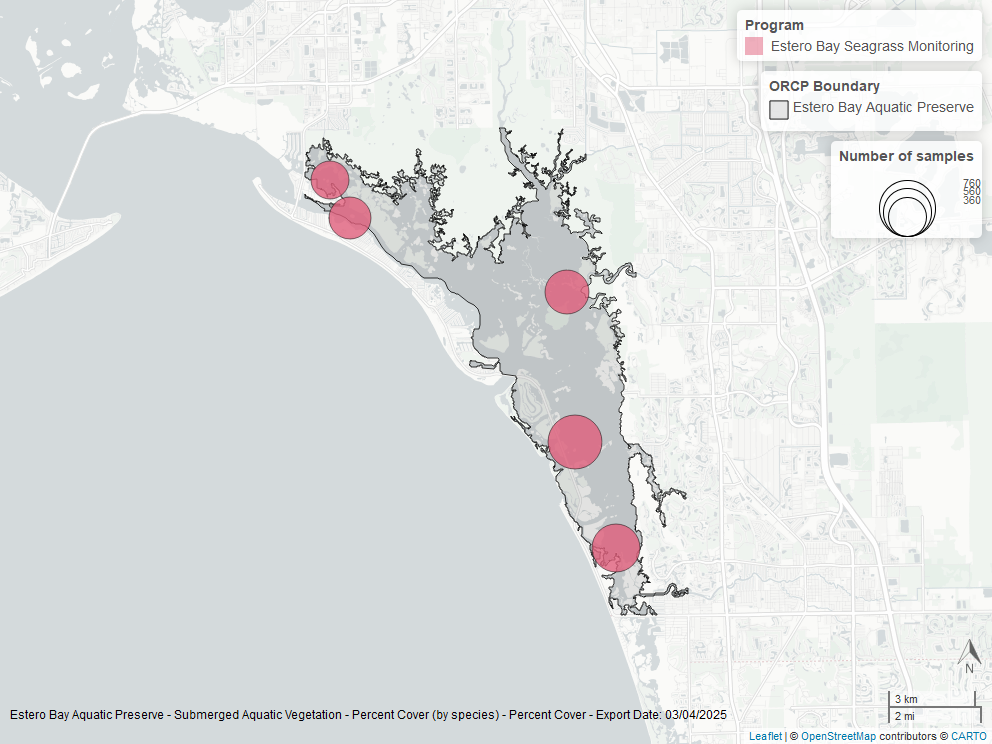 Program
Estero Bay Seagrass Monitoring
ORCP Boundary
Estero Bay Aquatic Preserve
Number of samples
760
560
360
N
3 km
2 mi
Estero Bay Aquatic Preserve - Submerged Aquatic Vegetation - Percent Cover (by species) - Percent Cover - Export Date: 03/04/2025
Leaflet | © OpenStreetMap contributors © CARTO